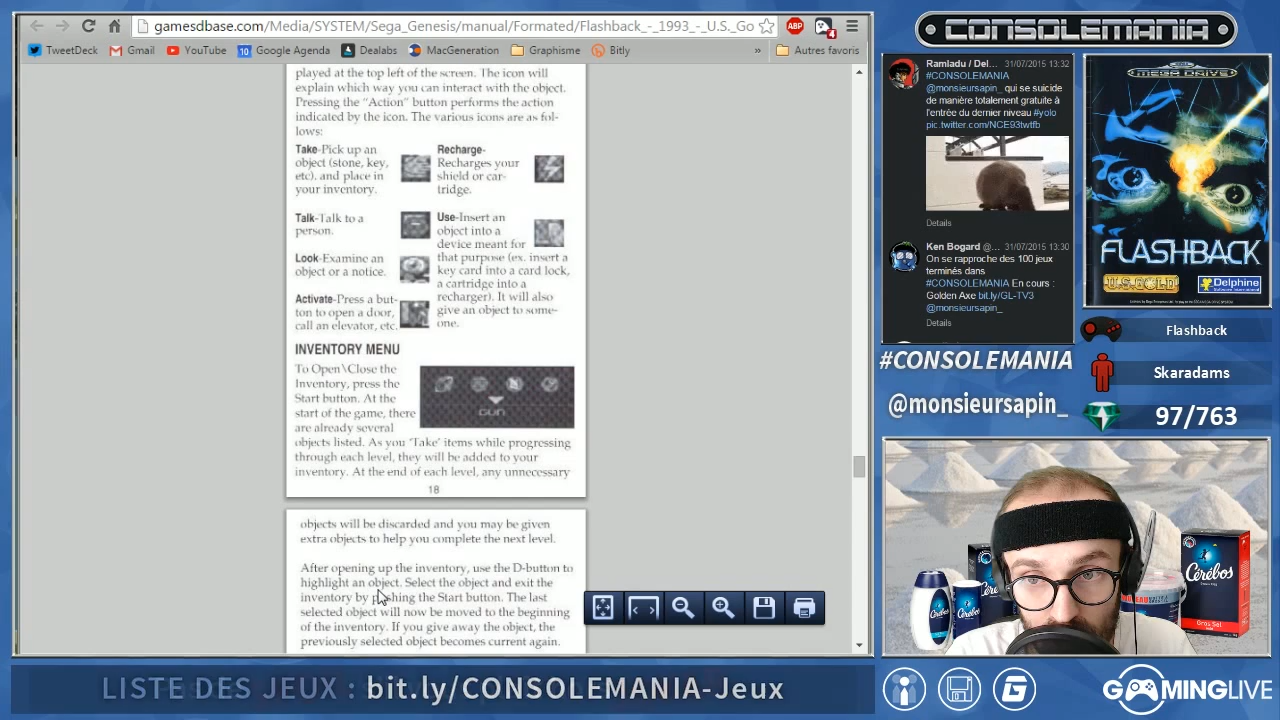 gamesdbase.com/Media/SYSTEM/Sega_Genesis/manual/Formated/Flashback_-_1993_-_U.S._Go
ABP
4
TweetDeck
Gmail
YouTube
10 Google Agenda
Dealabs
MacGeneration
Graphisme
Bitly
»
Autres favoris
played at the top left of the screen. The icon will
explain which way you can interact with the object.
Pressing the "Action" button performs the action
indicated by the icon. The various icons are as fol-
lows:
Take-Pick up an
object (stone, key,
etc). and place in
your inventory.
Talk-Talk to a
person.
Look-Examine an
object or a notice.
Activate-Press a but-
ton to open a door,
call an elevator, etc.
Recharge-
Recharges your
shield or car-
tridge.
Use-Insert an
object into a
device meant for
that purpose (ex. insert a
key card into a card lock,
a cartridge into a
recharger). It will also
give an object to some-
one.
INVENTORY MENU
To Open\Close the
Inventory, press the
Start button. At the
start of the game, there
are already several
objects listed. As you 'Take' items while progressing
through each level, they will be added to your
inventory. At the end of each level, any unnecessary
GUN
18
objects will be discarded and you may be given
extra objects to help you complete the next level.
After opening up the inventory, use the D-button to
highlight an object. Select the object and exit the
inventory by pushing the Start button. The last
selected object will now be moved to the beginning
of the inventory. If you give away the object, the
previously selected object becomes current again.
CONSOLEMANIA
Ramladu / Del... 31/07/2015 13:32
#CONSOLEMANIA
@monsieursapin_ qui se suicide
de manière totalement gratuite à
l'entrée du dernier niveau #yolo
pic.twitter.com/NCE93twtfb
Details
Ken Bogard @... 31/07/2015 13:30
On se rapproche des 100 jeux
terminés dans
#CONSOLEMANIA En cours :
Golden Axe bit.ly/GL-TV3
@monsieursapin_
Details
SEGA
MEGA DRIVE
FLASHBACK
U.S. GOLD
Delphine
Software International
#CONSOLEMANIA
@monsieursapin_
Flashback
Skaradams
97/763
Cérebos
Cérebos
Cérebos
Gros Sel
LISTE DES JEUX : bit.ly/CONSOLEMANIA-Jeux
GAMINGLIVE